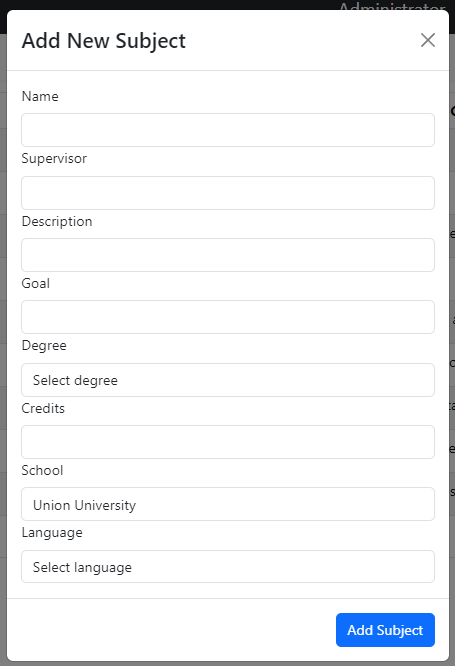 Administrator
Add New Subject
Name
Supervisor
Description
Goal
Degree
Select degree
Credits
School
Union University
Language
Select language
Add Subject